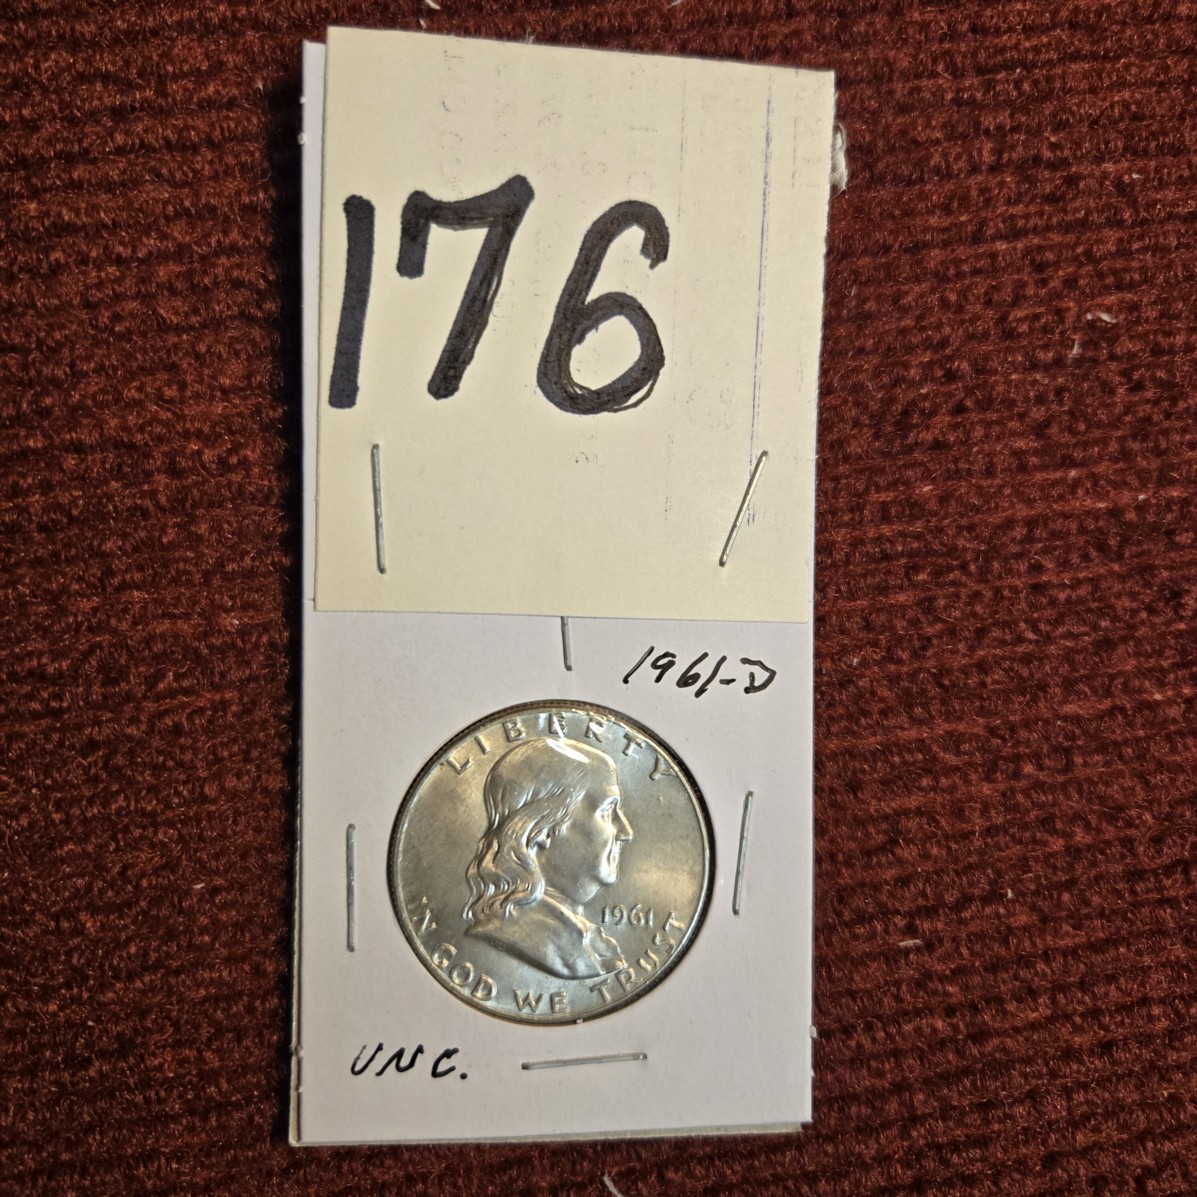 176
1961-D
LIBERTY
1961
IN GOD WE TRUST
UNC.